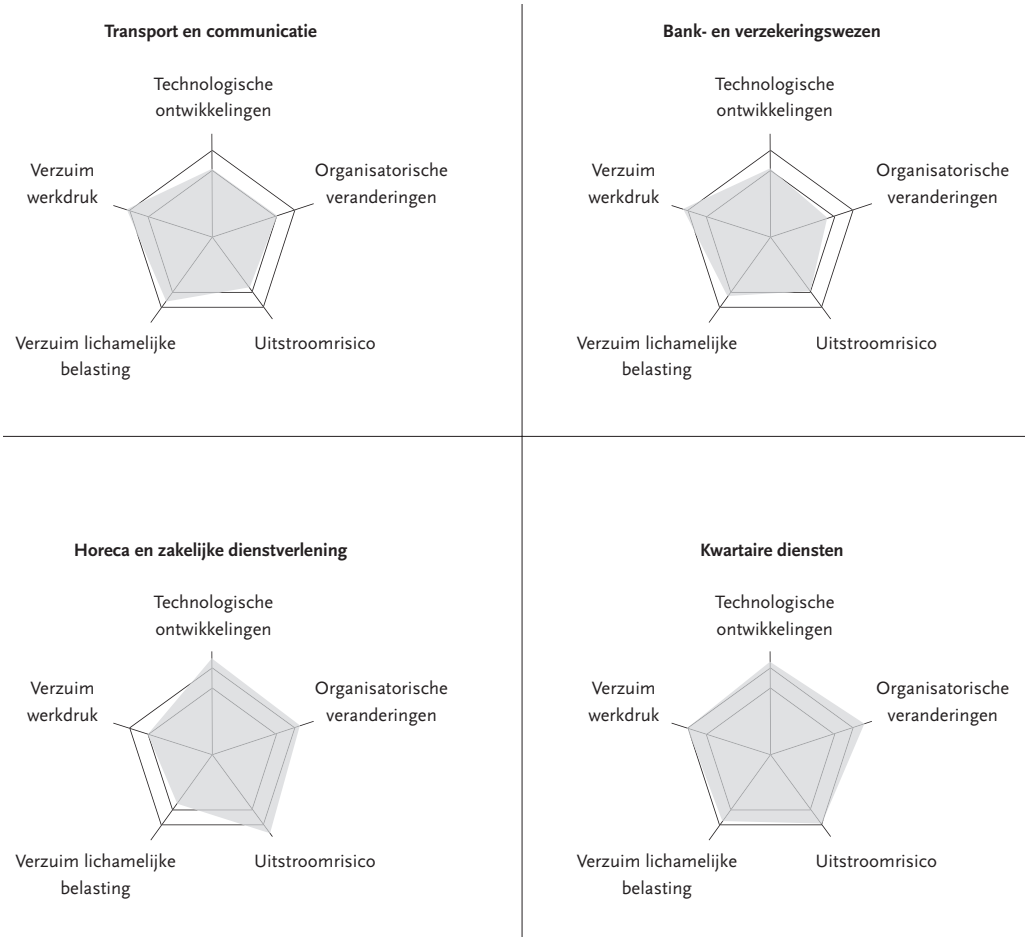 Transport en communicatie
Technologische
ontwikkelingen
Verzuim
werkdruk
Organisatorische
veranderingen
Verzuim lichamelijke
belasting
Uitstroomrisico
Bank- en verzekeringswezen
Technologische
ontwikkelingen
Verzuim
werkdruk
Organisatorische
veranderingen
Verzuim lichamelijke
belasting
Uitstroomrisico
Horeca en zakelijke dienstverlening
Technologische
ontwikkelingen
Verzuim
werkdruk
Organisatorische
veranderingen
Verzuim lichamelijke
belasting
Uitstroomrisico
Kwartaire diensten
Technologische
ontwikkelingen
Verzuim
werkdruk
Organisatorische
veranderingen
Verzuim lichamelijke
belasting
Uitstroomrisico